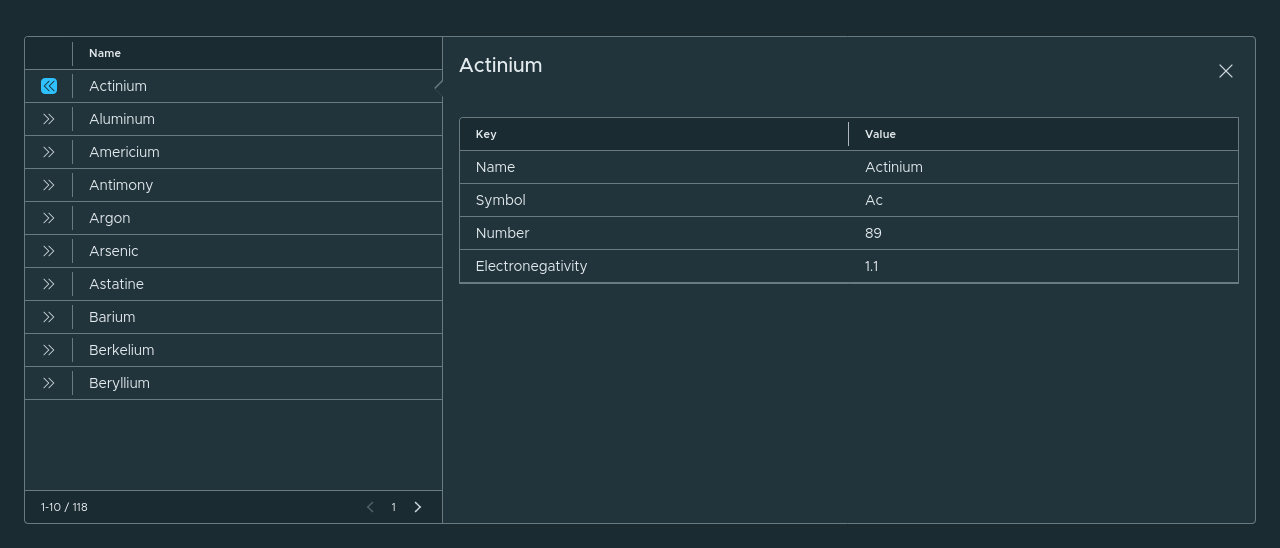 Name
Actinium
Aluminum
Americium
Antimony
Argon
Arsenic
Astatine
Barium
Berkelium
Beryllium
1-10 / 118
1
Actinium
Key Value
Name Actinium
Symbol Ac
Number 89
Electronegativity 1.1